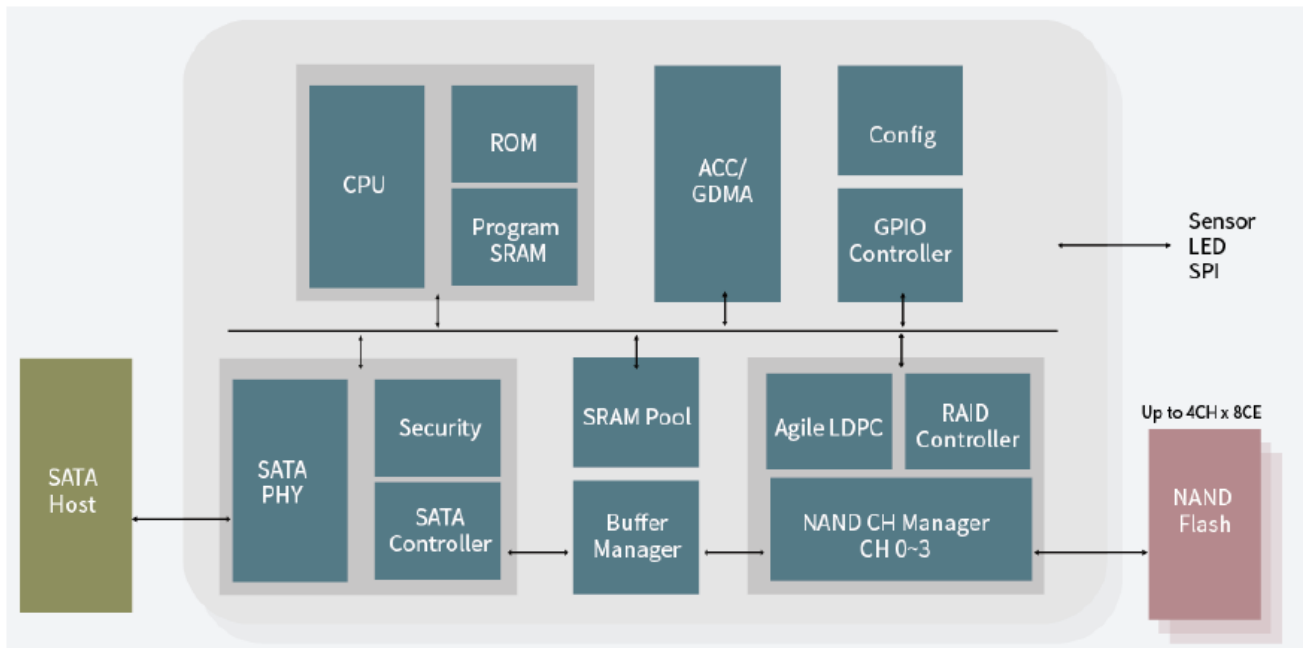 CPU
ROM
Program
SRAM
ACC/
GDMA
Config
GPIO
Controller
Sensor
LED
SPI
SATA
Host
SATA
PHY
Security
SATA
Controller
SRAM Pool
Buffer
Manager
Agile LDPC
RAID
Controller
NAND CH Manager
CH 0~3
Up to 4CH x 8CE
NAND
Flash